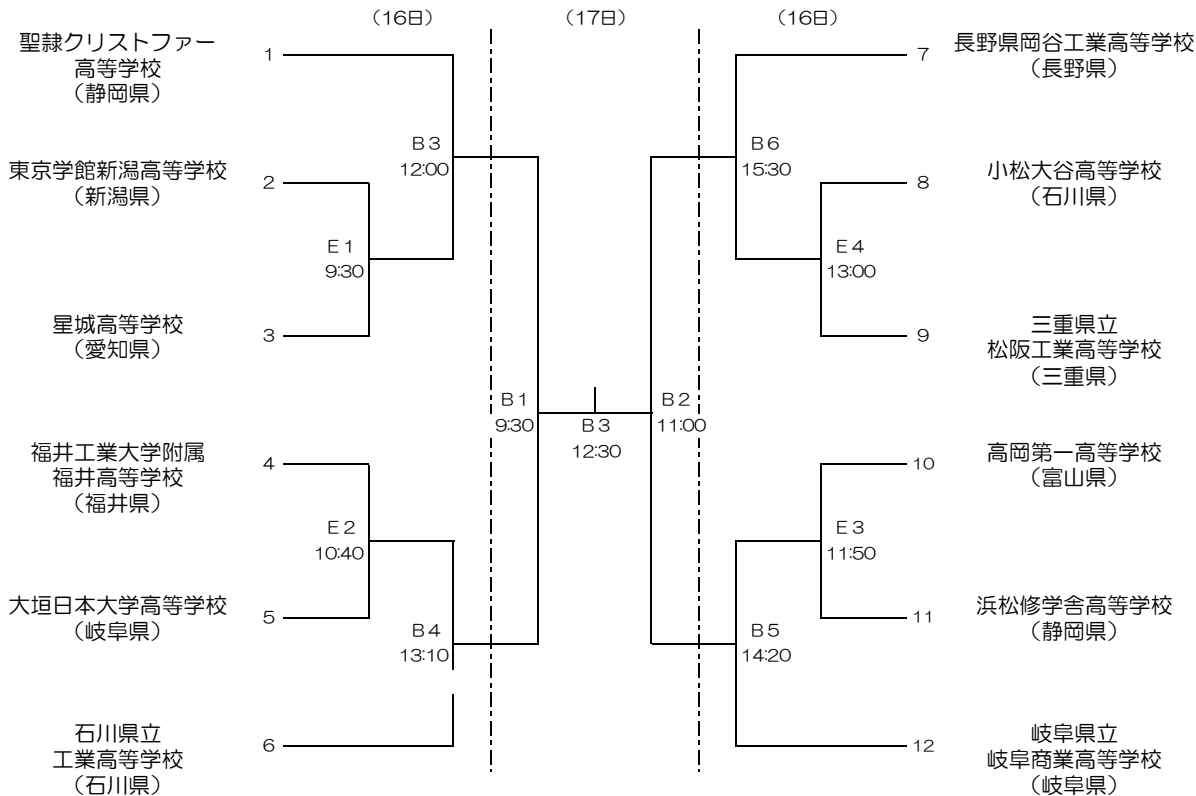 （16日）
（17日）
（16日）
聖隷クリストファー
高等学校
（静岡県）
1
B3
12:00
東京学館新潟高等学校
（新潟県）
2
E1
9:30
星城高等学校
（愛知県）
3
福井工業大学附属
福井高等学校
（福井県）
4
E2
10:40
大垣日本大学高等学校
（岐阜県）
5
B4
13:10
石川県立
工業高等学校
（石川県）
6
B1
9:30
B3
12:30
B2
11:00
7
長野県岡谷工業高等学校
（長野県）
B6
15:30
8
小松大谷高等学校
（石川県）
E4
13:00
9
三重県立
松阪工業高等学校
（三重県）
10
高岡第一高等学校
（富山県）
E3
11:50
11
浜松修学舎高等学校
（静岡県）
B5
14:20
12
岐阜県立
岐阜商業高等学校
（岐阜県）